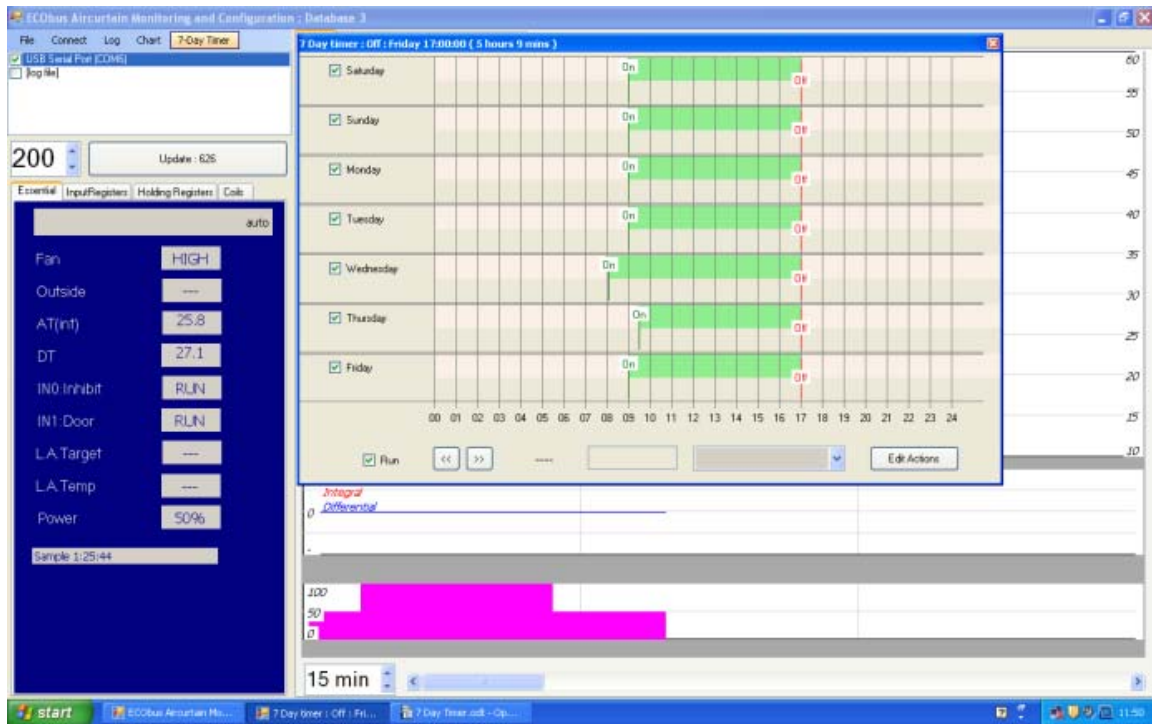 ECObus Aircurtain Monitoring and Configuration : Database 3
File Connect Log Chart 7-Day Timer
USB Serial Port (COM6)
[log file]
200
Update : 626
Essential InputRegisters Holding Registers Coils
auto
Fan HIGH
Outside ---
AT(int) 25.8
DT 27.1
IN0:Inhibit RUN
IN1:Door RUN
L.A.Target ---
L.A.Temp ---
Power 50%
Sample 1:25:44
7 Day timer : Off : Friday 17:00:00 ( 5 hours 9 mins )
Saturday On Off
Sunday On Off
Monday On Off
Tuesday On Off
Wednesday On Off
Thursday On Off
Friday On Off
00 01 02 03 04 05 06 07 08 09 10 11 12 13 14 15 16 17 18 19 20 21 22 23 24
Run << >> ---- Edit Actions
60
55
50
45
40
35
30
25
20
15
10
Integral
Differential
0
-
100
50
0
15 min
start ECObus Aircurtain Mo... 7 Day timer : Off : Fri... 7 Day Timer.odt - Op... 11:50